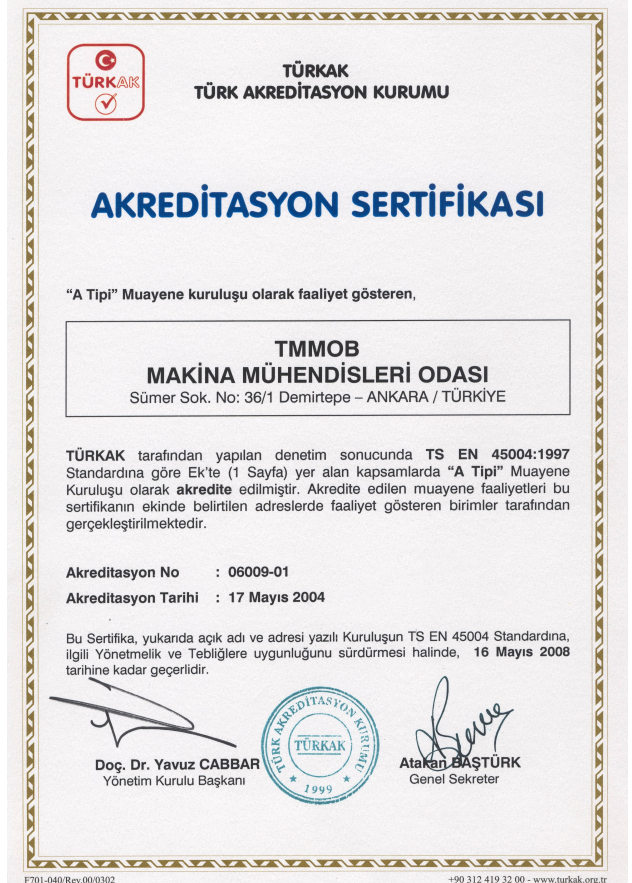 TÜRKAK
TÜRKAK
TÜRK AKREDİTASYON KURUMU
AKREDİTASYON SERTİFİKASI
“A Tipi” Muayene kuruluşu olarak faaliyet gösteren,
TMMOB
MAKİNA MÜHENDİSLERİ ODASI
Sümer Sok. No: 36/1 Demirtepe – ANKARA / TÜRKİYE
TÜRKAK tarafından yapılan denetim sonucunda TS EN 45004:1997
Standardına göre Ek’te (1 Sayfa) yer alan kapsamlarda “A Tipi” Muayene
Kuruluşu olarak akredite edilmiştir. Akredite edilen muayene faaliyetleri bu
sertifikanın ekinde belirtilen adreslerde faaliyet gösteren birimler tarafından
gerçekleştirilmektedir.
Akreditasyon No : 06009-01
Akreditasyon Tarihi : 17 Mayıs 2004
Bu Sertifika, yukarıda açık adı ve adresi yazılı Kuruluşun TS EN 45004 Standardına,
ilgili Yönetmelik ve Tebliğlere uygunluğunu sürdürmesi halinde, 16 Mayıs 2008
tarihine kadar geçerlidir.
TÜRK AKREDİTASYON KURUMU
TÜRKAK
1999
Doç. Dr. Yavuz CABBAR
Yönetim Kurulu Başkanı
Atakan BAŞTÜRK
Genel Sekreter
F701-040/Rev.00/0302
+90 312 419 32 00 - www.turkak.org.tr